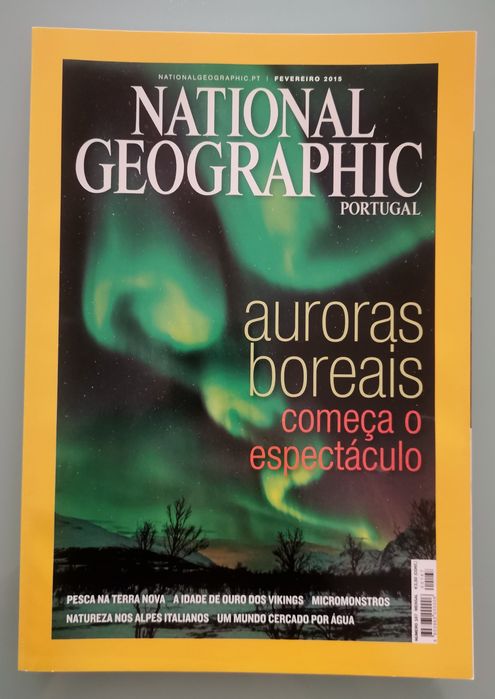 NATIONALGEOGRAPHIC.PT | FEVEREIRO 2015
NATIONAL
GEOGRAPHIC
PORTUGAL
auroras
boreais
começa o
espectáculo
PESCA NA TERRA NOVA A IDADE DE OURO DOS VIKINGS MICROMONSTROS
NATUREZA NOS ALPES ITALIANOS UM MUNDO CERCADO POR ÁGUA